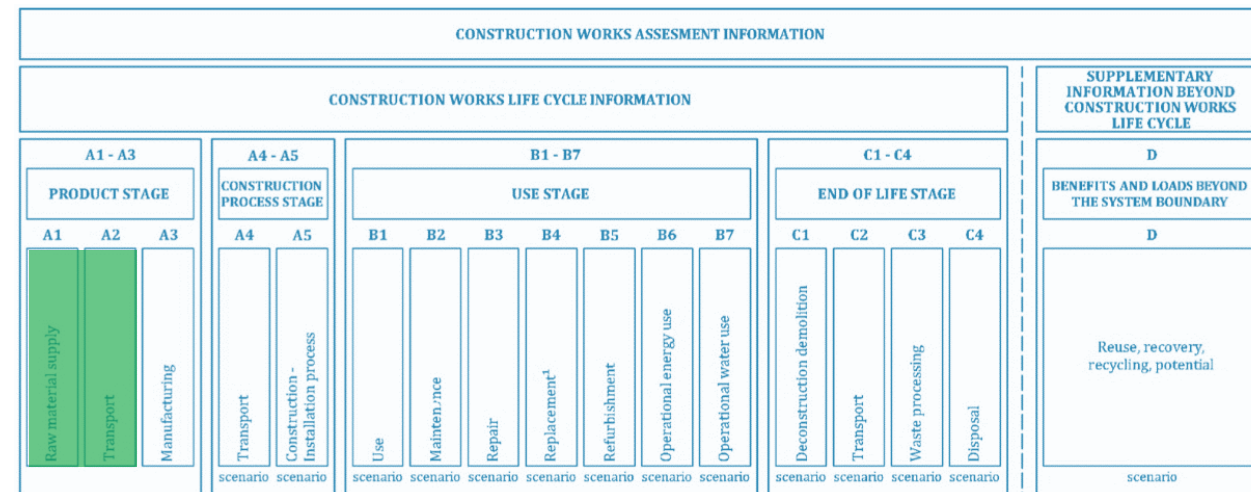 CONSTRUCTION WORKS ASSESMENT INFORMATION
CONSTRUCTION WORKS LIFE CYCLE INFORMATION
SUPPLEMENTARY
INFORMATION BEYOND
CONSTRUCTION WORKS
LIFE CYCLE
A1 - A3
A4 - A5
B1 - B7
C1 - C4
D
PRODUCT STAGE
CONSTRUCTION
PROCESS STAGE
USE STAGE
END OF LIFE STAGE
BENEFITS AND LOADS BEYOND
THE SYSTEM BOUNDARY
A1
A2
A3
A4
A5
B1
B2
B3
B4
B5
B6
B7
C1
C2
C3
C4
D
Raw material supply
Transport
Manufacturing
Transport
Construction -
Installation process
Use
Maintenance
Repair
Replacement¹
Refurbishment
Operational energy use
Operational water use
Deconstruction demolition
Transport
Waste processing
Disposal
Reuse, recovery,
recycling, potential
scenario
scenario
scenario
scenario
scenario
scenario
scenario
scenario
scenario
scenario
scenario
scenario
scenario
scenario